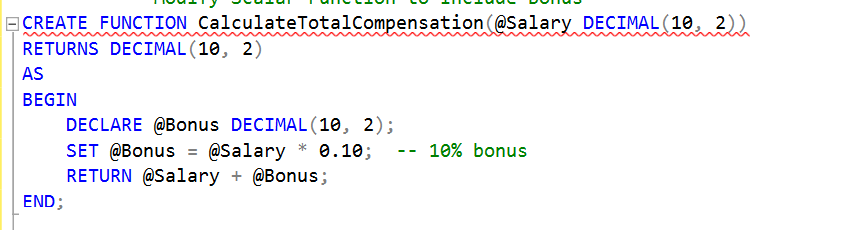 Modify Scalar Function to include Bonus
CREATE FUNCTION CalculateTotalCompensation(@Salary DECIMAL(10, 2))
RETURNS DECIMAL(10, 2)
AS
BEGIN
    DECLARE @Bonus DECIMAL(10, 2);
    SET @Bonus = @Salary * 0.10;  -- 10% bonus
    RETURN @Salary + @Bonus;
END;